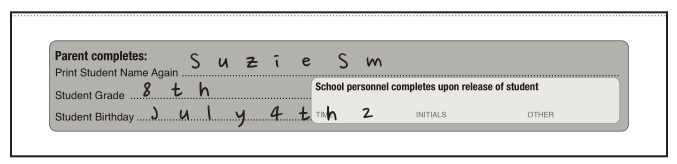 Parent completes:
Print Student Name Again Suzie Sm
Student Grade 8th
School personnel completes upon release of student
Student Birthday July 4th 2
TIME INITIALS OTHER